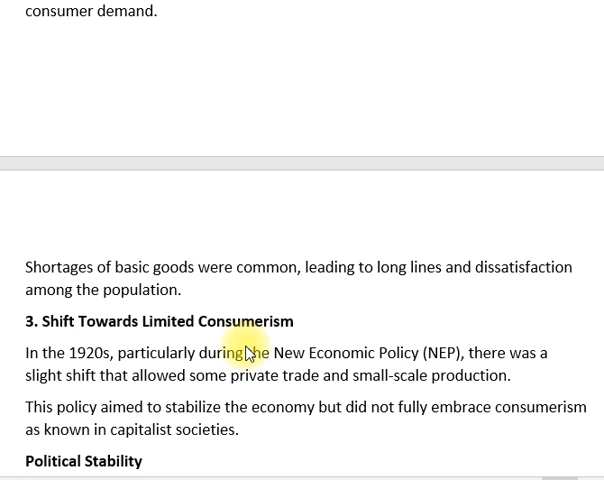 consumer demand.
Shortages of basic goods were common, leading to long lines and dissatisfaction
among the population.
3. Shift Towards Limited Consumerism
In the 1920s, particularly during the New Economic Policy (NEP), there was a
slight shift that allowed some private trade and small-scale production.
This policy aimed to stabilize the economy but did not fully embrace consumerism
as known in capitalist societies.
Political Stability